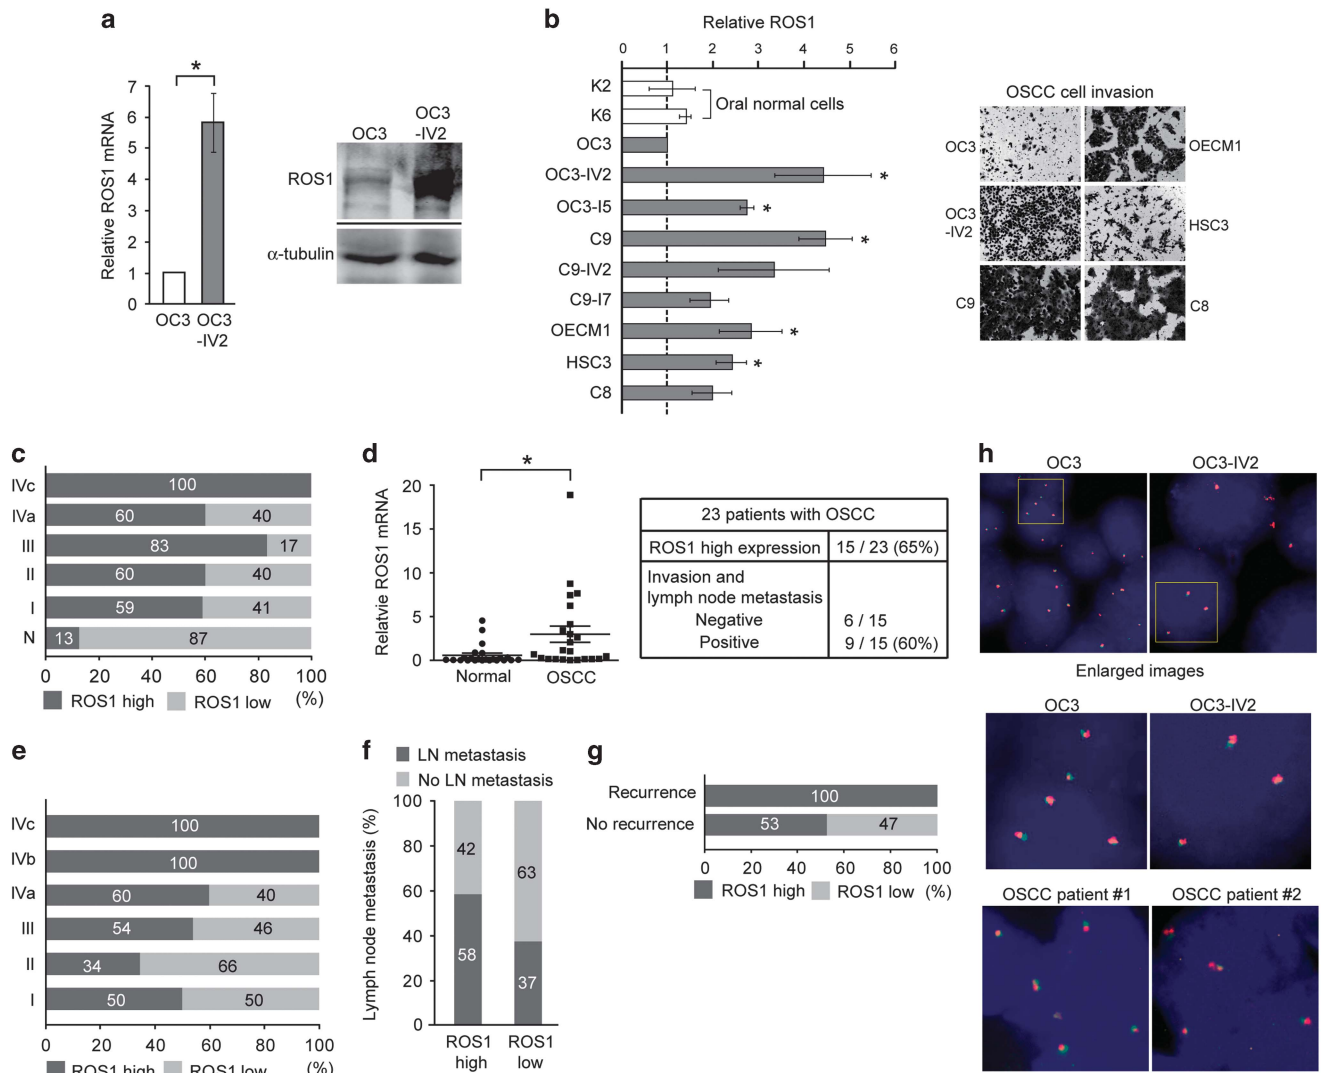 a
*
7
6
5
4
3
2
1
0
Relative ROS1 mRNA
OC3 OC3
-IV2
OC3 OC3
-IV2
ROS1
α-tubulin
b
Relative ROS1
0 1 2 3 4 5 6
K2
K6
Oral normal cells
OC3
OC3-IV2 *
OC3-I5 *
C9 *
C9-IV2
C9-I7
OECM1 *
HSC3 *
C8
OSCC cell invasion
OC3 OECM1
OC3
-IV2 HSC3
C9 C8
c
IVc 100
IVa 60 40
III 83 17
II 60 40
I 59 41
N 13 87
0 20 40 60 80 100
ROS1 high ROS1 low (%)
d
*
20
15
10
5
0
Relatvie ROS1 mRNA
Normal OSCC
23 patients with OSCC
ROS1 high expression 15 / 23 (65%)
Invasion and
lymph node metastasis
Negative 6 / 15
Positive 9 / 15 (60%)
e
IVc 100
IVb 100
IVa 60 40
III 54 46
II 34 66
I 50 50
0 20 40 60 80 100
ROS1 high ROS1 low (%)
f
LN metastasis
No LN metastasis
100
80
60
40
20
0
Lymph node metastasis (%)
42 63
58 37
ROS1 ROS1
high low
g
Recurrence 100
No recurrence 53 47
0 20 40 60 80 100
ROS1 high ROS1 low (%)
h
OC3 OC3-IV2
Enlarged images
OC3 OC3-IV2
OSCC patient #1 OSCC patient #2